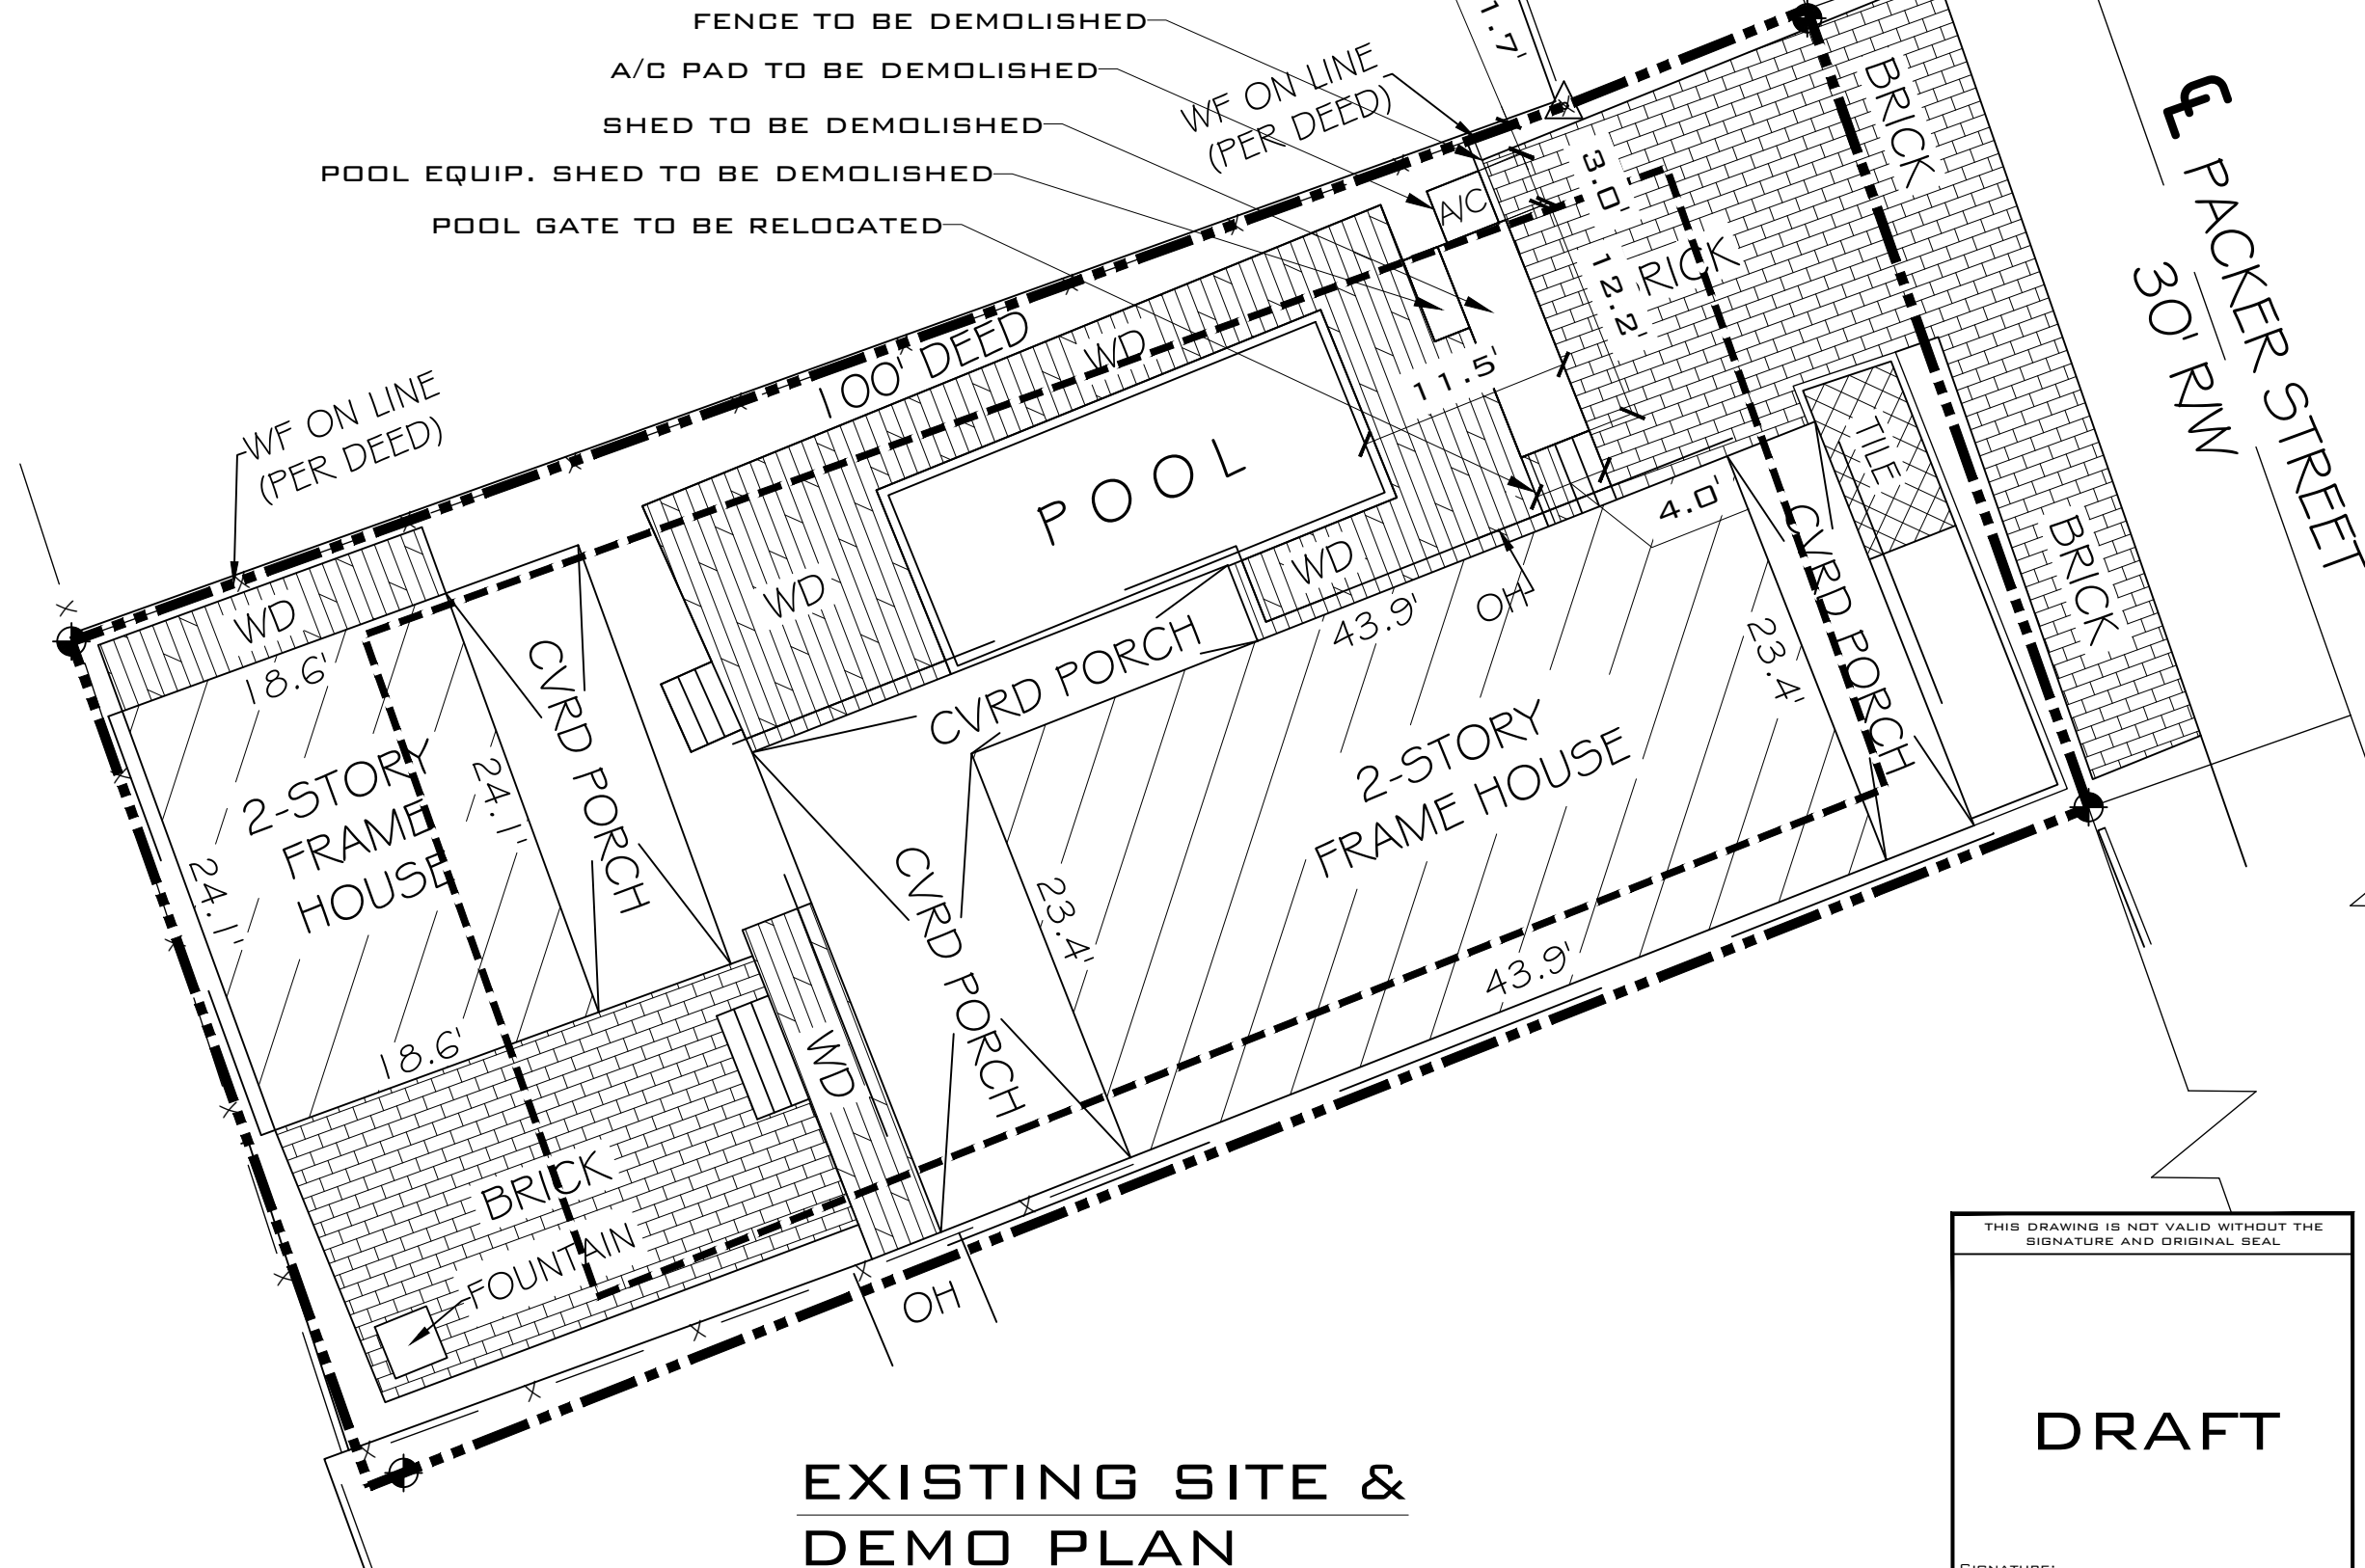 FENCE TO BE DEMOLISHED
A/C PAD TO BE DEMOLISHED
SHED TO BE DEMOLISHED
POOL EQUIP. SHED TO BE DEMOLISHED
POOL GATE TO BE RELOCATED
WF ON LINE
(PER DEED)
1.7'
BRICK
℄ PACKER STREET
30' R/W
3.0'
A/C
12.2'
RICK
100' DEED
WD
11.5'
TILE
WF ON LINE
(PER DEED)
POOL
4.0'
BRICK
WD
WD
WD
43.9'
OH
CVRD PORCH
23.4'
18.6'
CVRD PORCH
CVRD PORCH
2-STORY
FRAME
HOUSE
24.1'
24.1'
2-STORY
FRAME HOUSE
CVRD PORCH
23.4'
43.9'
18.6'
WD
BRICK
FOUNTAIN
OH
THIS DRAWING IS NOT VALID WITHOUT THE
SIGNATURE AND ORIGINAL SEAL
DRAFT
EXISTING SITE &
DEMO PLAN
SIGNATURE: